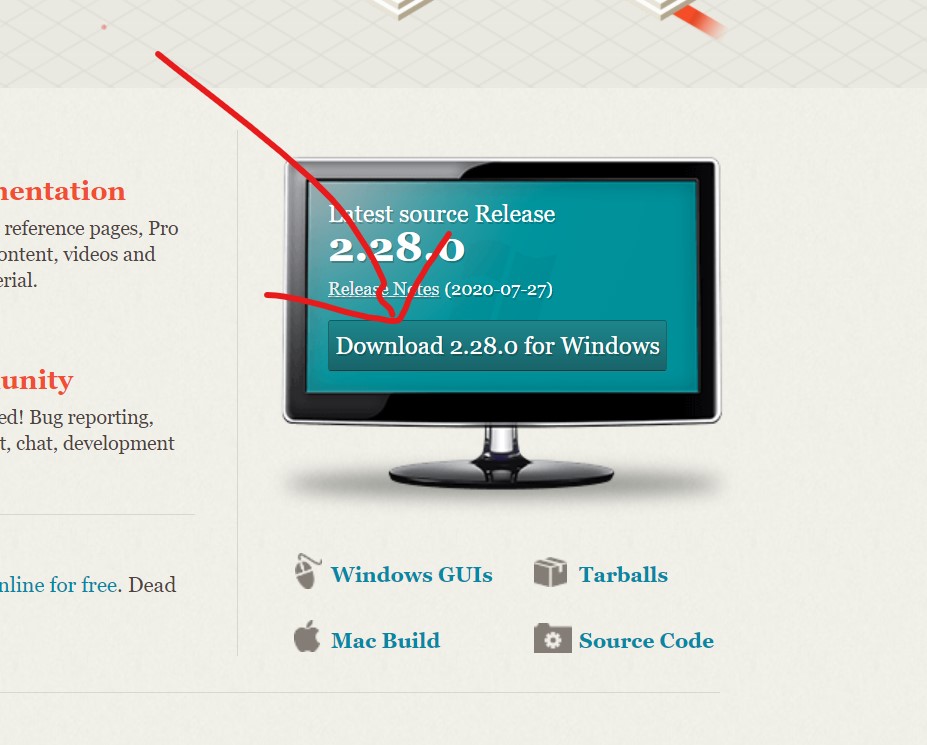 mentation
reference pages, Pro
ontent, videos and
erial.
unity
ed! Bug reporting,
t, chat, development
nline for free. Dead
Latest source Release
2.28.0
Release Notes (2020-07-27)
Download 2.28.0 for Windows
Windows GUIs
Tarballs
Mac Build
Source Code